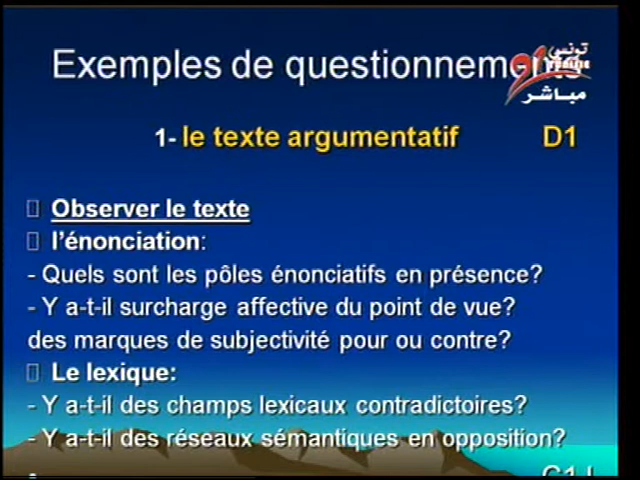 Exemples de questionnements
تونسي
21
مباشر
1- le texte argumentatif D1
Observer le texte
l'énonciation:
- Quels sont les pôles énonciatifs en présence?
- Y a-t-il surcharge affective du point de vue?
des marques de subjectivité pour ou contre?
Le lexique:
- Y a-t-il des champs lexicaux contradictoires?
- Y a-t-il des réseaux sémantiques en opposition?